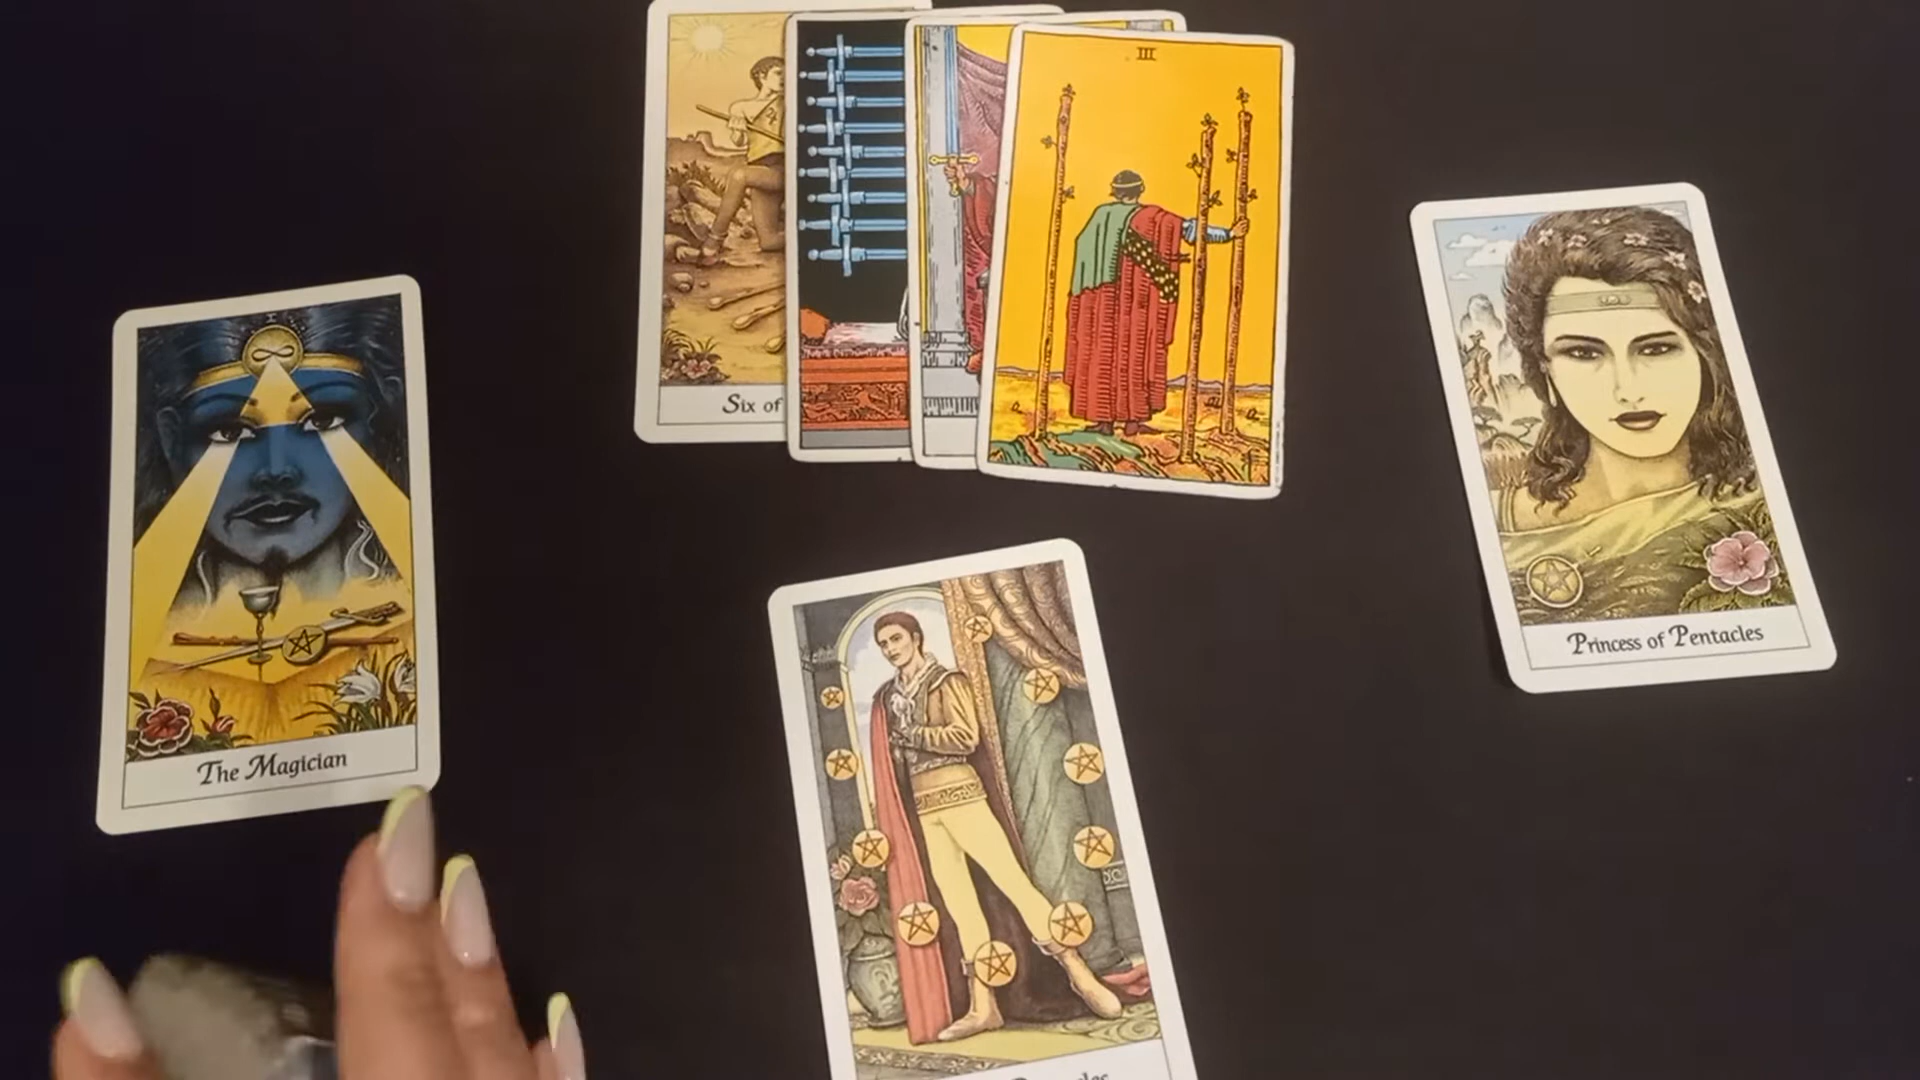 III
Six of
I
The Magician
Princess of Pentacles